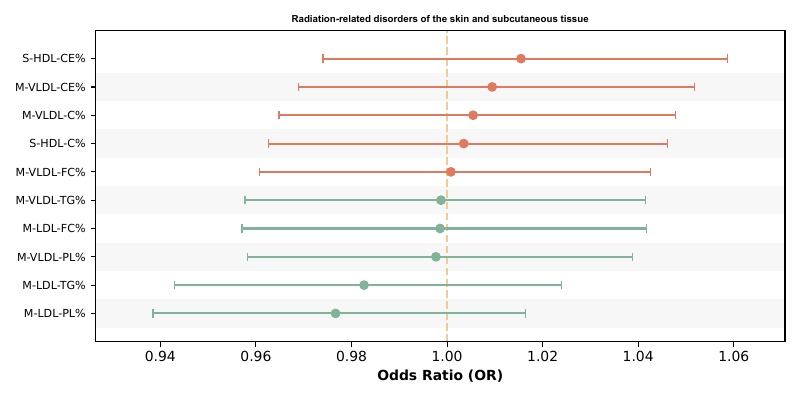 Radiation-related disorders of the skin and subcutaneous tissue
S-HDL-CE%
M-VLDL-CE%
M-VLDL-C%
S-HDL-C%
M-VLDL-FC%
M-VLDL-TG%
M-LDL-FC%
M-VLDL-PL%
M-LDL-TG%
M-LDL-PL%
0.94 0.96 0.98 1.00 1.02 1.04 1.06
Odds Ratio (OR)